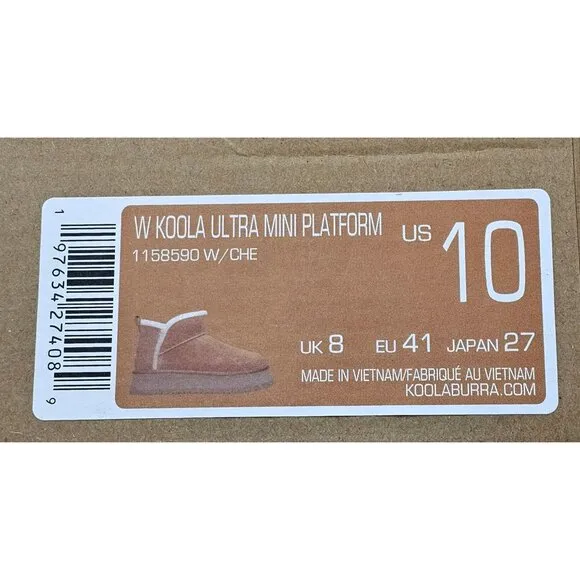 W KOOLA ULTRA MINI PLATFORM
1158590 W/CHE
US 10
UK 8 EU 41 JAPAN 27
MADE IN VIETNAM/FABRIQUÉ AU VIETNAM
KOOLABURRA.COM
1 97634 27408 9